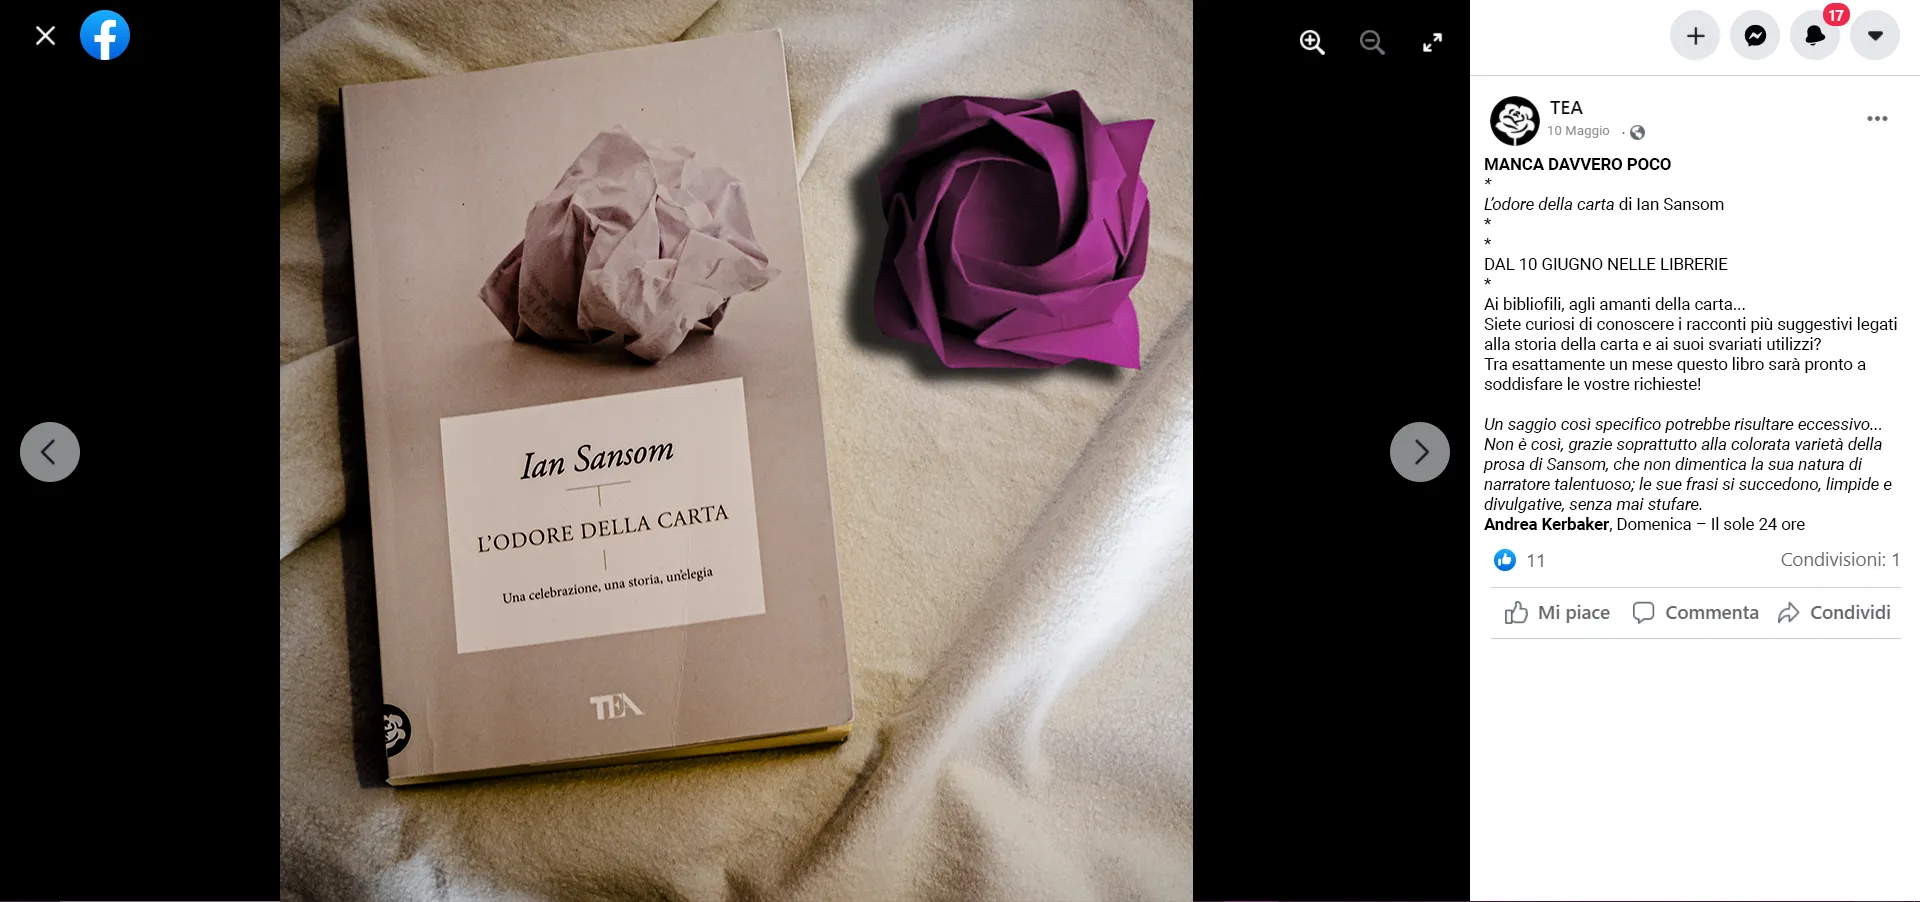 Ian Sansom
L'ODORE DELLA CARTA
Una celebrazione, una storia, un'elegia
TEA
17
TEA
10 Maggio ·
MANCA DAVVERO POCO
*
L'odore della carta di Ian Sansom
*
*
DAL 10 GIUGNO NELLE LIBRERIE
*
Ai bibliofili, agli amanti della carta...
Siete curiosi di conoscere i racconti più suggestivi legati
alla storia della carta e ai suoi svariati utilizzi?
Tra esattamente un mese questo libro sarà pronto a
soddisfare le vostre richieste!
Un saggio così specifico potrebbe risultare eccessivo...
Non è così, grazie soprattutto alla colorata varietà della
prosa di Sansom, che non dimentica la sua natura di
narratore talentuoso; le sue frasi si succedono, limpide e
divulgative, senza mai stufare.
Andrea Kerbaker, Domenica – Il sole 24 ore
11
Condivisioni: 1
Mi piace
Commenta
Condividi